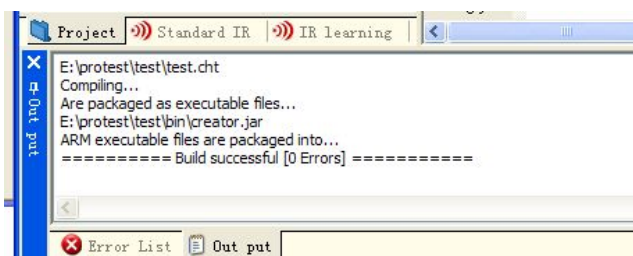 Project Standard IR IR learning
E:\protest\test\test.cht
Compiling...
Are packaged as executable files...
E:\protest\test\bin\creator.jar
ARM executable files are packaged into...
========== Build successful [0 Errors] ===========
Out put
Error List Out put